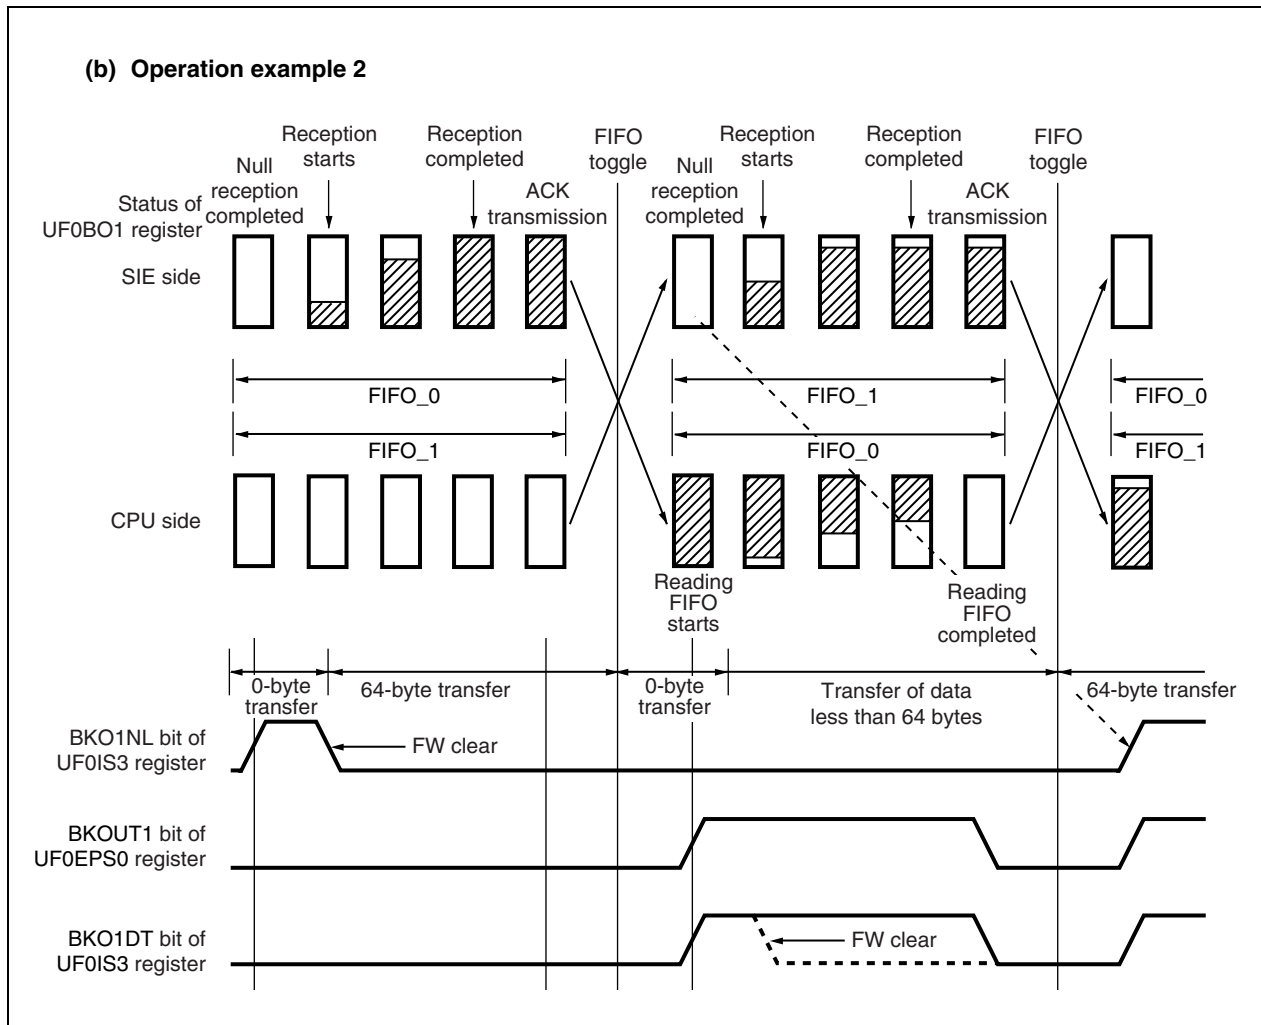 (b) Operation example 2
Reception
starts
Reception
completed
FIFO
toggle
Reception
starts
Reception
completed
FIFO
toggle
Null
reception
completed
ACK
transmission
Null
reception
completed
ACK
transmission
Status of
UF0BO1 register
SIE side
FIFO_0
FIFO_1
FIFO_0
FIFO_1
FIFO_0
FIFO_1
CPU side
Reading
FIFO
starts
Reading
FIFO
completed
0-byte
transfer
64-byte transfer
0-byte
transfer
Transfer of data
less than 64 bytes
64-byte transfer
BKO1NL bit of
UF0IS3 register
FW clear
BKOUT1 bit of
UF0EPS0 register
BKO1DT bit of
UF0IS3 register
FW clear